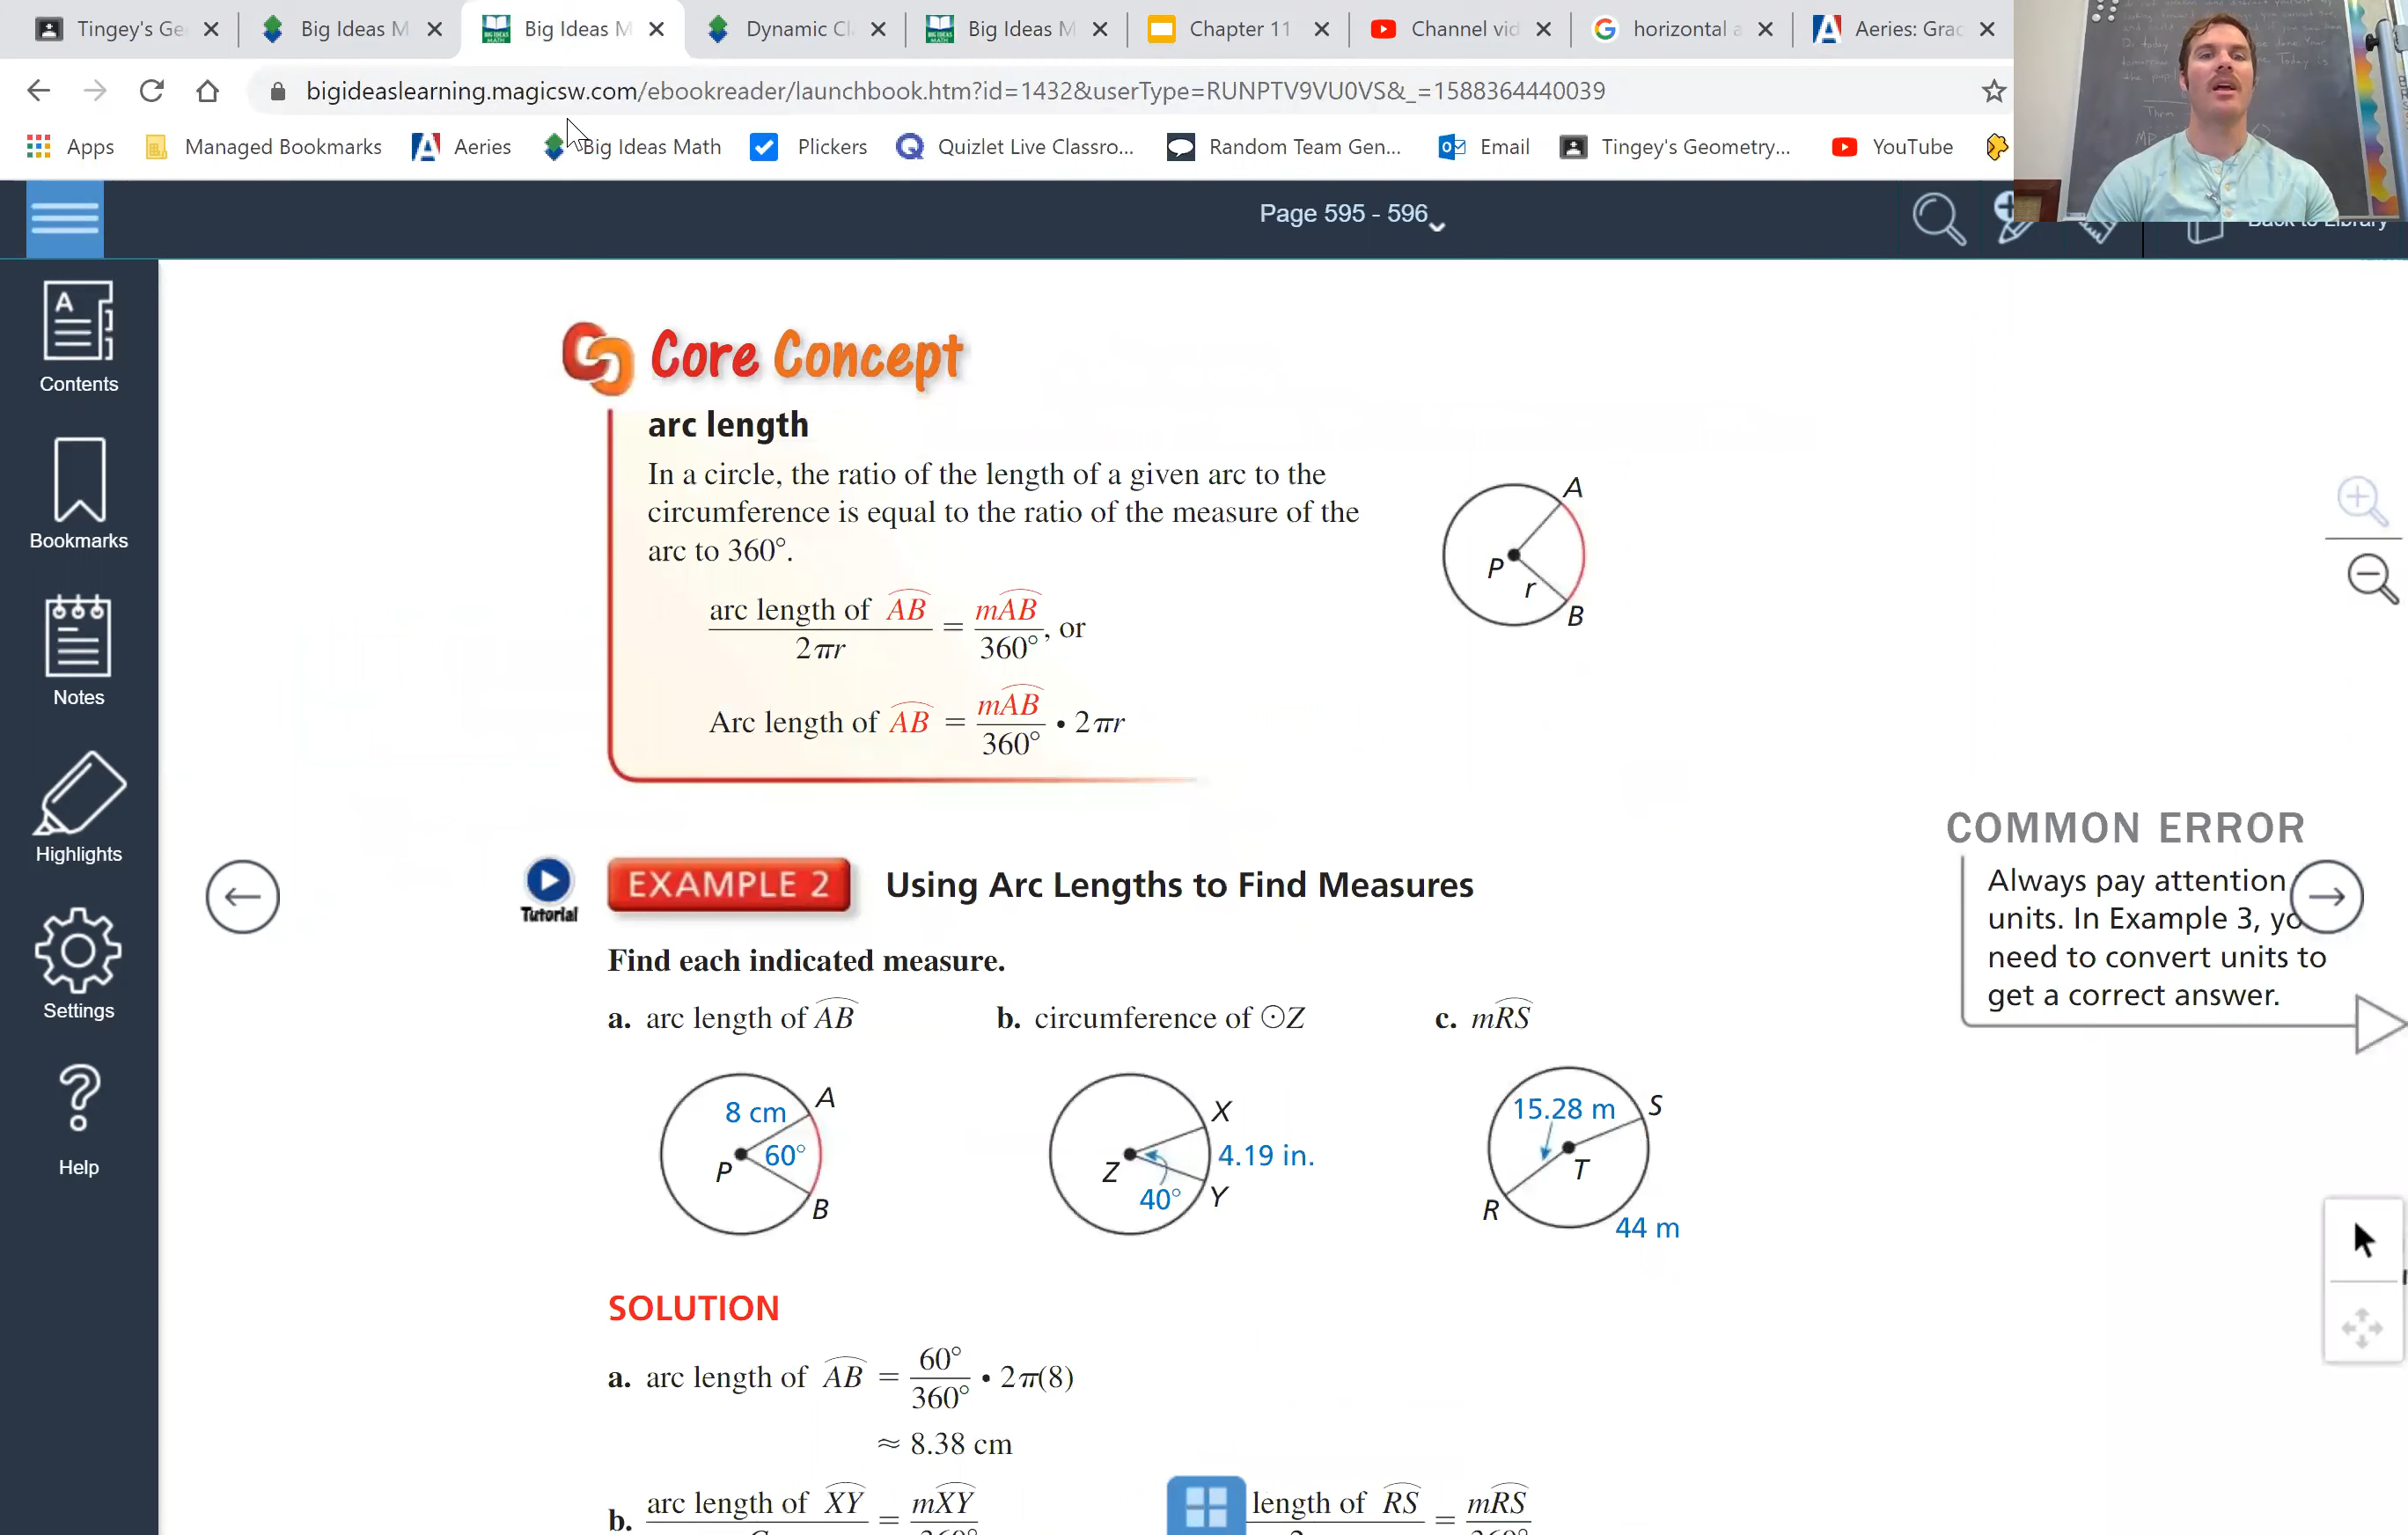 Tingey's Ge
Big Ideas M
Big Ideas M
Dynamic Cl
Big Ideas M
Chapter 11
Channel vid
horizontal a
Aeries: Grad
bigideaslearning.magicsw.com/ebookreader/launchbook.htm?id=1432&userType=RUNPTV9VU0VS&_=1588364440039
Apps
Managed Bookmarks
Aeries
Big Ideas Math
Plickers
Quizlet Live Classro...
Random Team Gen...
Email
Tingey's Geometry...
YouTube
Page 595 - 596
Back to Library
Contents
Bookmarks
Notes
Highlights
Settings
Help
Core Concept
arc length
In a circle, the ratio of the length of a given arc to the
circumference is equal to the ratio of the measure of the
arc to 360°.
arc length of AB / 2πr = mAB / 360°, or
Arc length of AB = mAB / 360° • 2πr
A
P
r
B
COMMON ERROR
Always pay attention
units. In Example 3, yo
need to convert units to
get a correct answer.
Tutorial
EXAMPLE 2 Using Arc Lengths to Find Measures
Find each indicated measure.
a. arc length of AB
b. circumference of ⊙Z
c. mRS
8 cm
A
60°
P
B
X
4.19 in.
Z
40°
Y
15.28 m
S
T
R
44 m
SOLUTION
a. arc length of AB = 60° / 360° • 2π(8)
≈ 8.38 cm
b. arc length of XY = mXY
length of RS = mRS